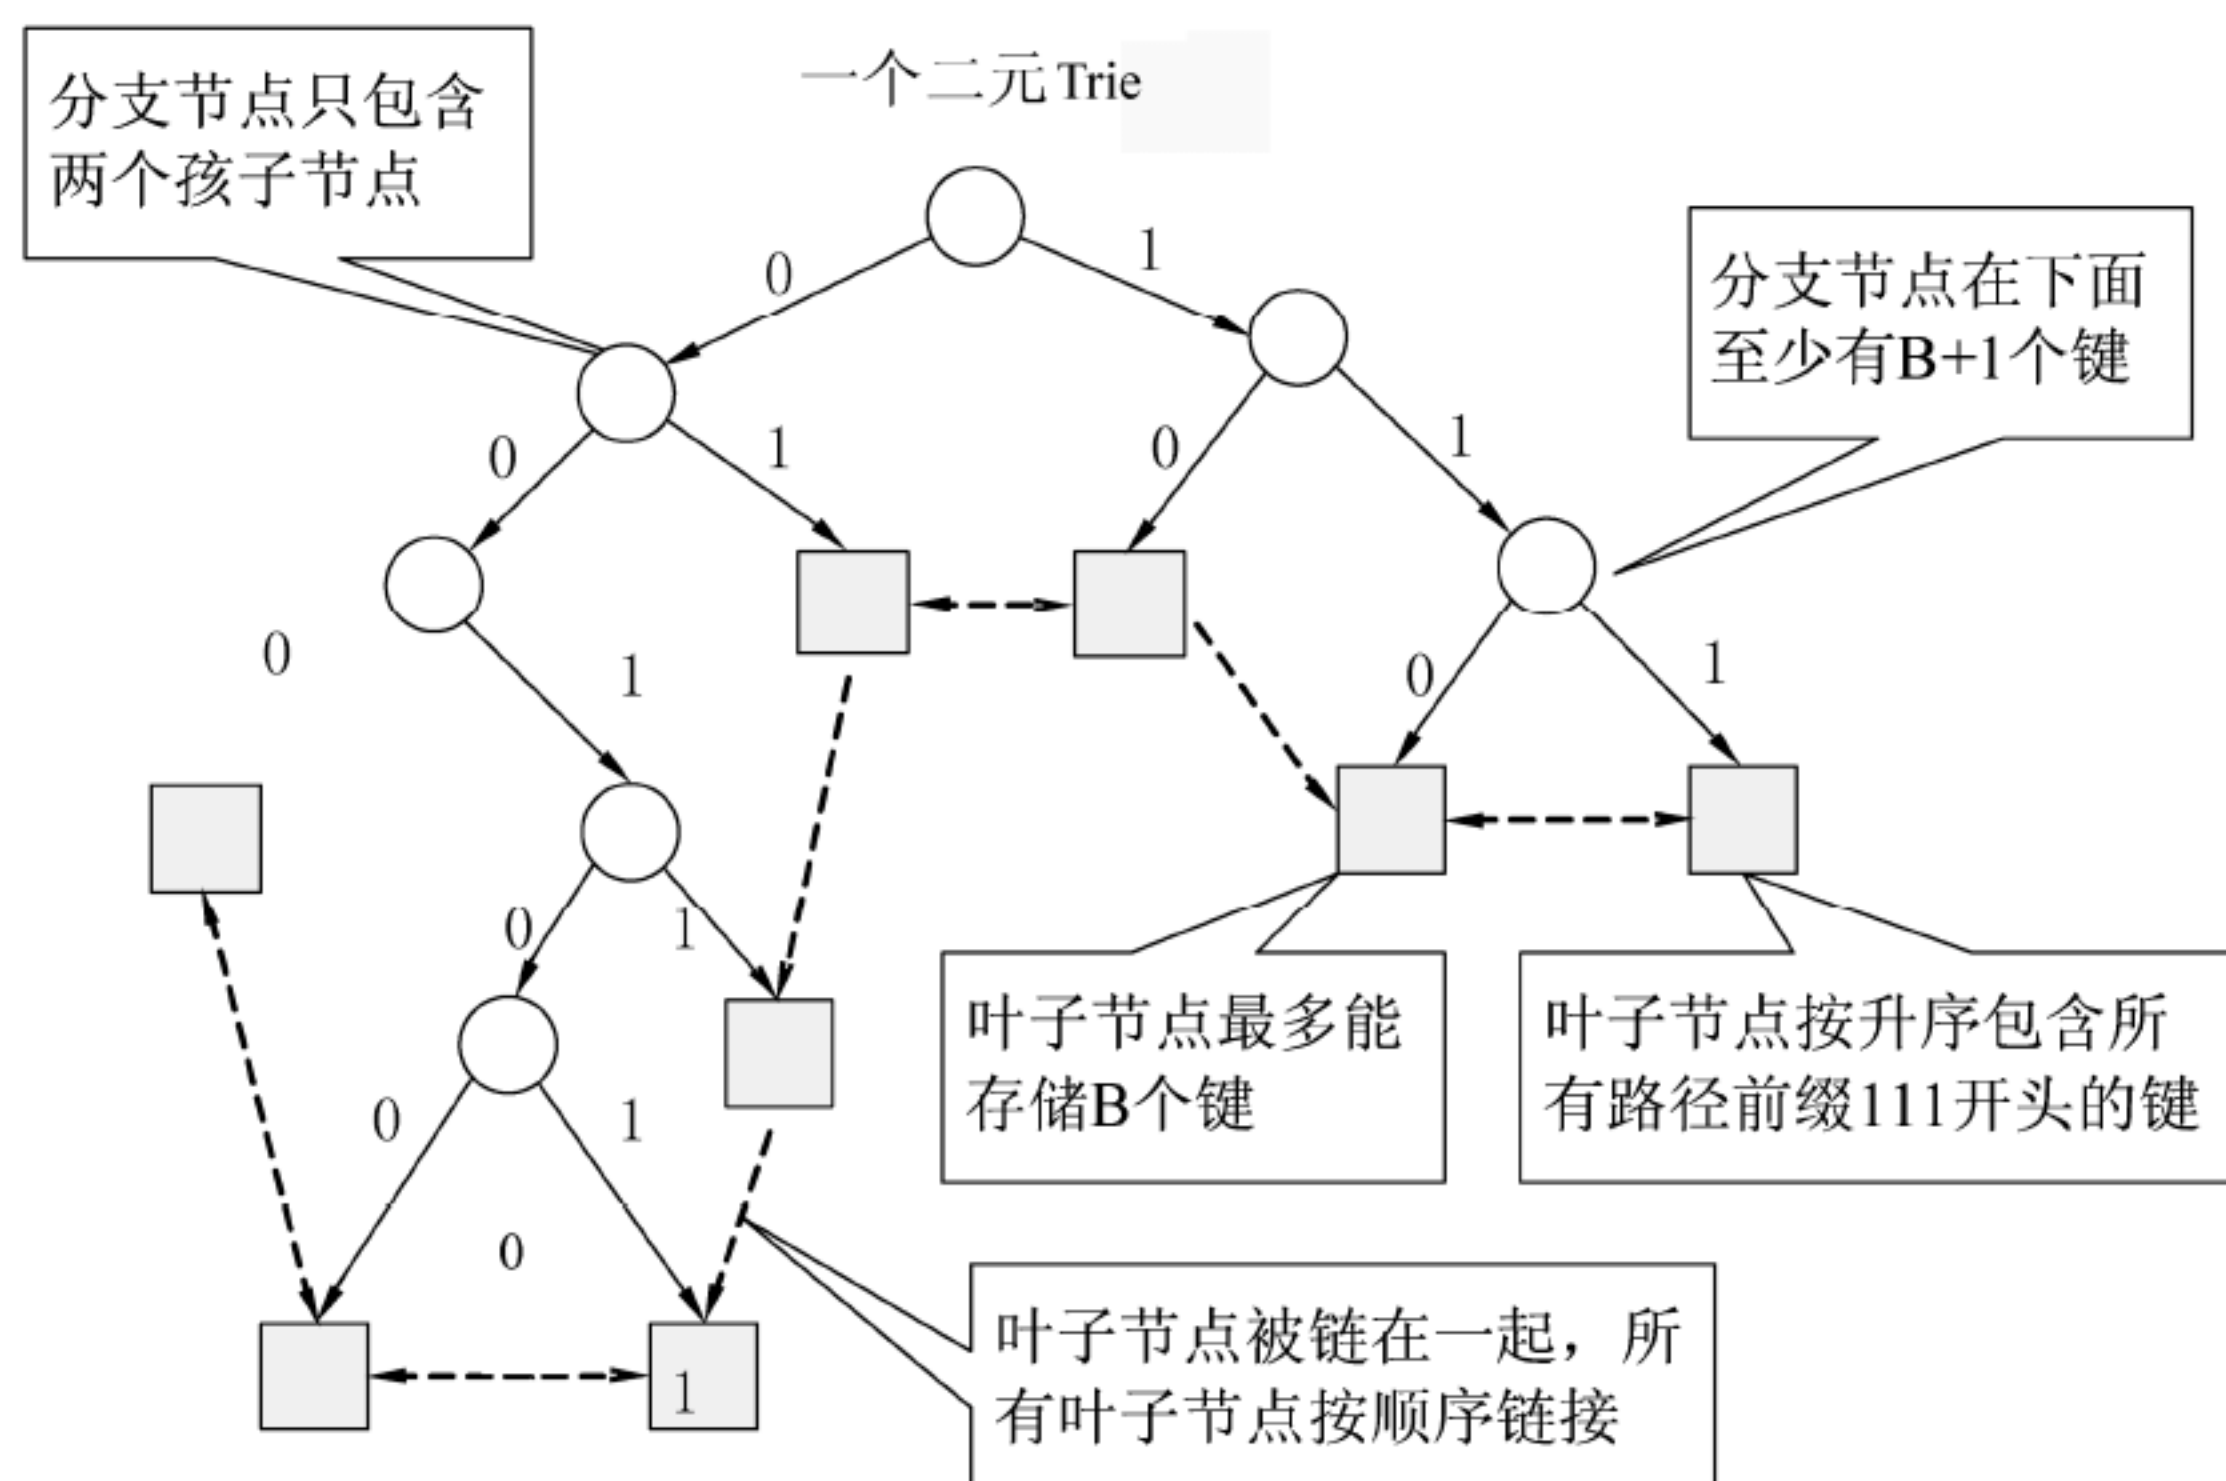 一个二元Trie
分支节点只包含
两个孩子节点
0
1
分支节点在下面
至少有B+1个键
0
1
0
1
0
1
0
1
0
1
叶子节点最多能
存储B个键
叶子节点按升序包含所
有路径前缀111开头的键
0
1
0
1
叶子节点被链在一起，所
有叶子节点按顺序链接